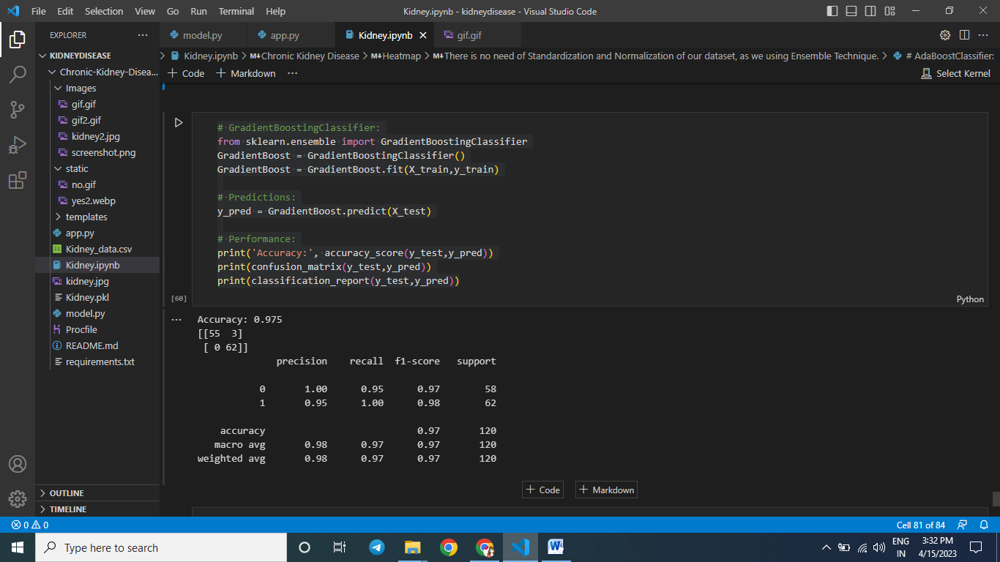 File Edit Selection View Go Run Terminal Help Kidney.ipynb - kidneydisease - Visual Studio Code
EXPLORER
KIDNEYDISEASE
Chronic-Kidney-Disea...
Images
gif.gif
gif2.gif
kidney2.jpg
screenshot.png
static
no.gif
yes2.webp
templates
app.py
Kidney_data.csv
Kidney.ipynb
kidney.jpg
Kidney.pkl
model.py
Procfile
README.md
requirements.txt
OUTLINE
TIMELINE
model.py app.py Kidney.ipynb gif.gif
Kidney.ipynb > Chronic Kidney Disease > Heatmap > There is no need of Standardization and Normalization of our dataset, as we using Ensemble Technique. > # AdaBoostClassifier:
+ Code + Markdown ... Select Kernel
# GradientBoostingClassifier:
from sklearn.ensemble import GradientBoostingClassifier
GradientBoost = GradientBoostingClassifier()
GradientBoost = GradientBoost.fit(X_train,y_train)
# Predictions:
y_pred = GradientBoost.predict(X_test)
# Performance:
print('Accuracy:', accuracy_score(y_test,y_pred))
print(confusion_matrix(y_test,y_pred))
print(classification_report(y_test,y_pred))
[60] Python
Accuracy: 0.975
[[55  3]
[ 0 62]]
precision recall f1-score support
0 1.00 0.95 0.97 58
1 0.95 1.00 0.98 62
accuracy 0.97 120
macro avg 0.98 0.97 0.97 120
weighted avg 0.98 0.97 0.97 120
+ Code + Markdown
0 0 Cell 81 of 84
Type here to search
ENG
IN
3:32 PM
4/15/2023